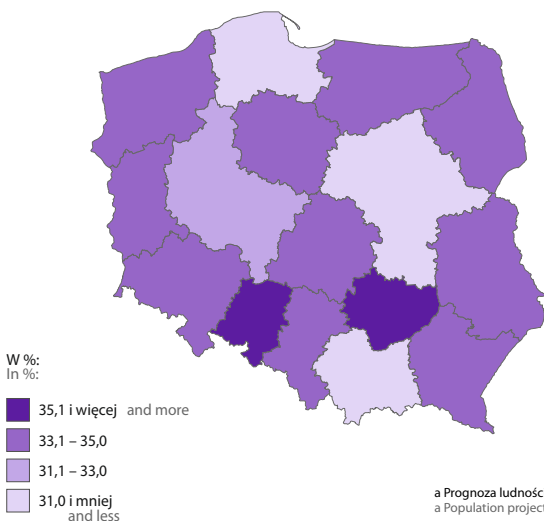 W %:
In %:
35,1 i więcej and more
33,1 – 35,0
31,1 – 33,0
31,0 i mniej
and less
a Prognoza ludności
a Population project